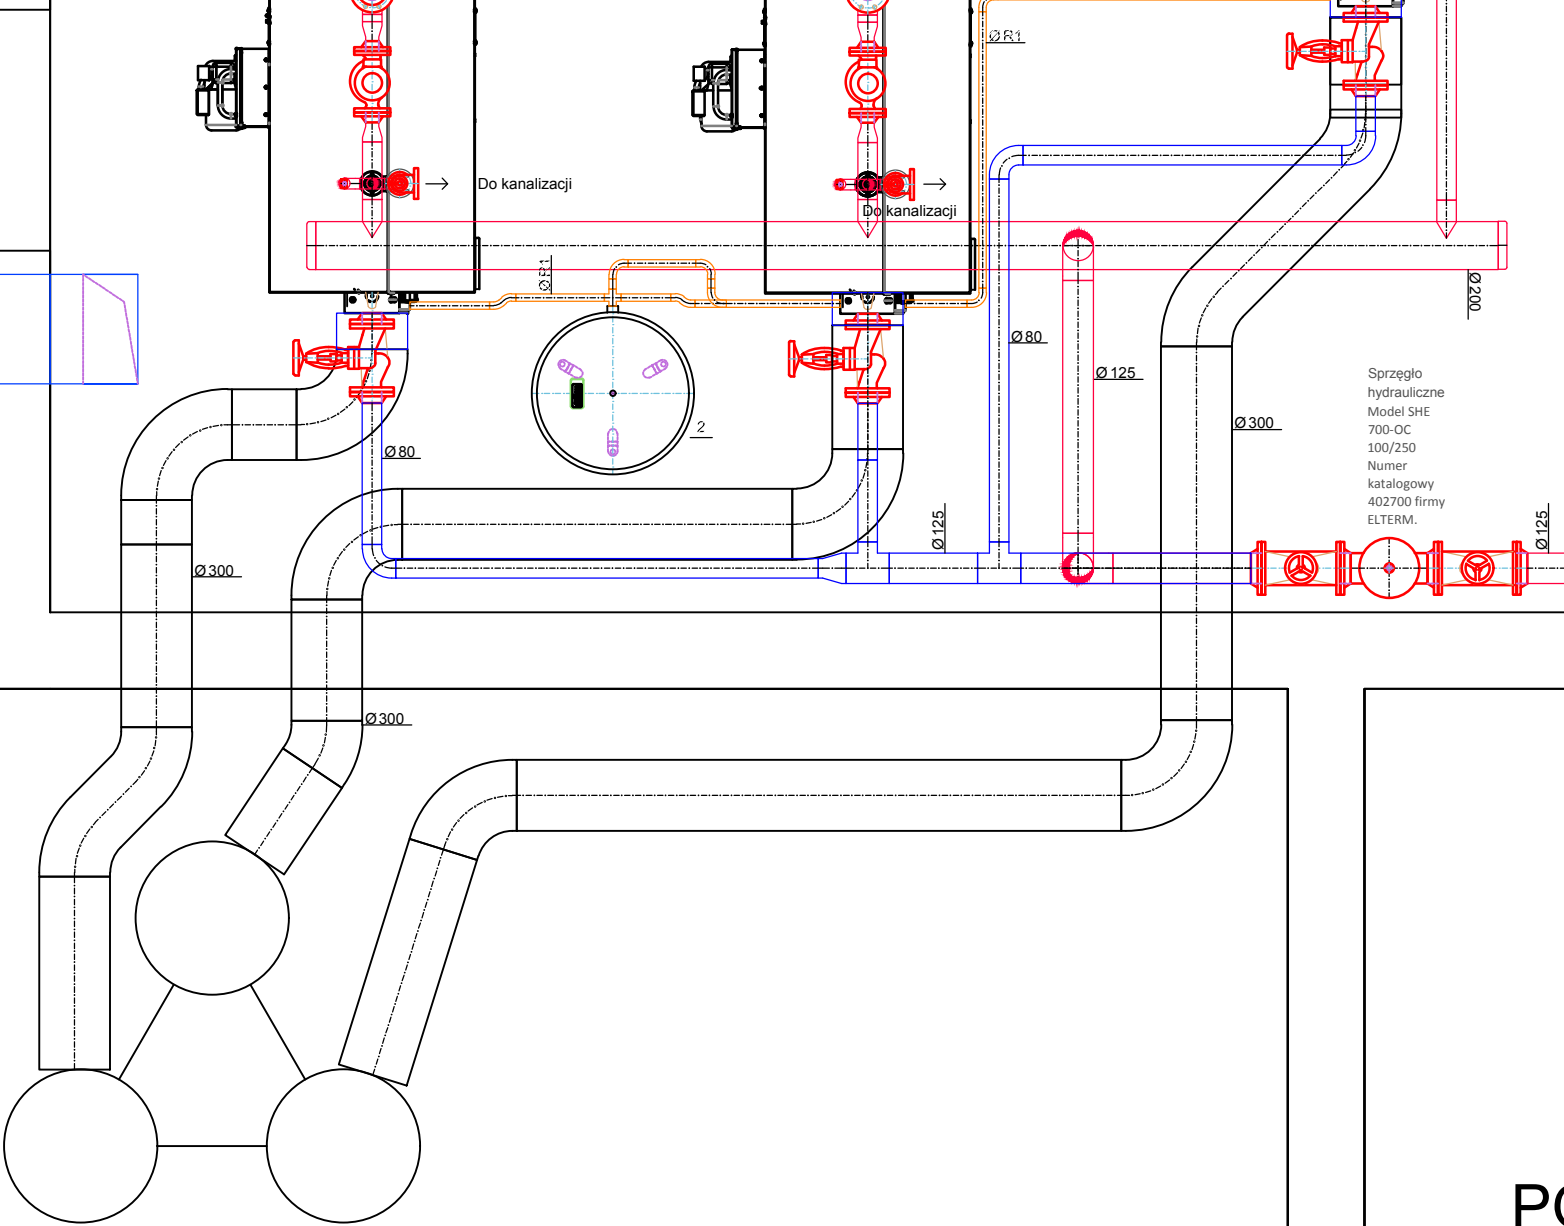 ØR1
Do kanalizacji
Do kanalizacji
ØR1
Ø200
Ø80
Ø125
Sprzęgło
hydrauliczne
Model SHE
700-OC
100/250
Numer
katalogowy
402700 firmy
ELTERM.
Ø300
2
Ø80
Ø125
Ø125
Ø300
Ø300